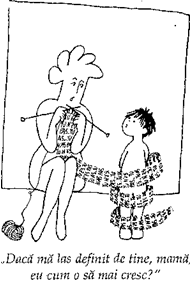 „Dacă mă las definit de tine, mamă,
eu cum o să mai cresc?"